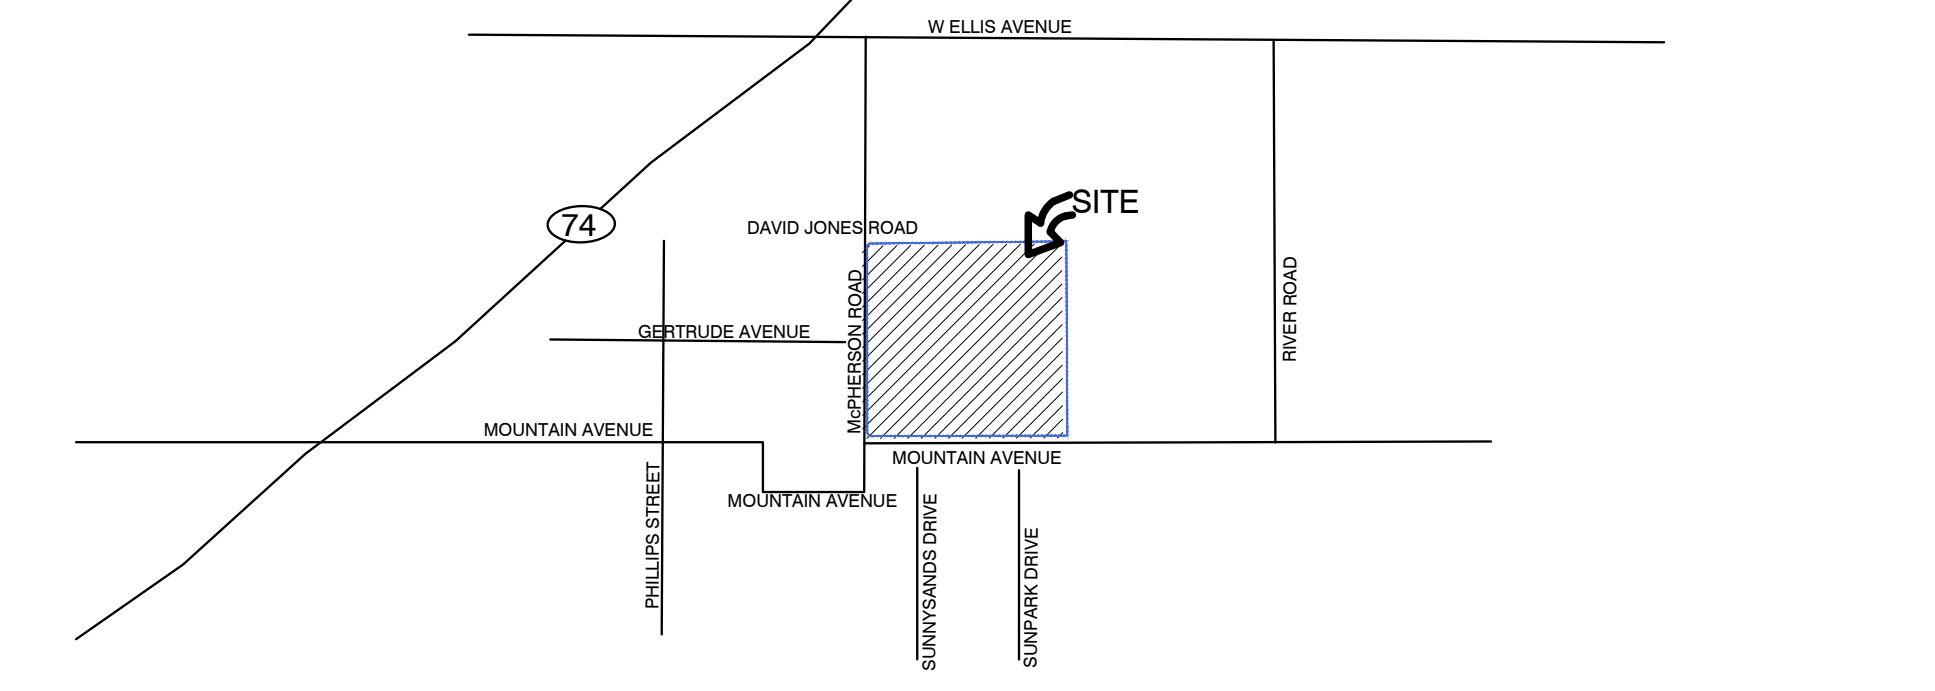 W ELLIS AVENUE
SITE
74
DAVID JONES ROAD
RIVER ROAD
McPHERSON ROAD
GERTRUDE AVENUE
MOUNTAIN AVENUE
MOUNTAIN AVENUE
MOUNTAIN AVENUE
PHILLIPS STREET
SUNNYSANDS DRIVE
SUNPARK DRIVE